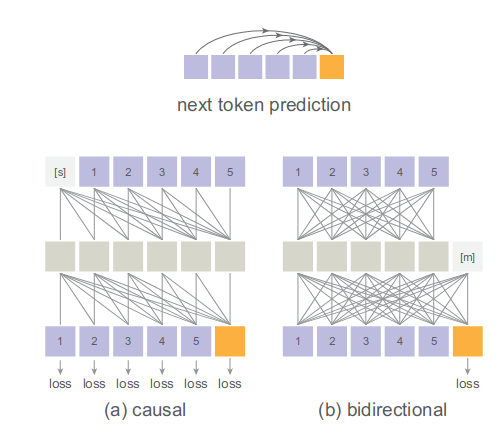 next token prediction
[s] 1 2 3 4 5
1 2 3 4 5
[m]
1 2 3 4 5
1 2 3 4 5
loss loss loss loss loss loss
loss
(a) causal
(b) bidirectional